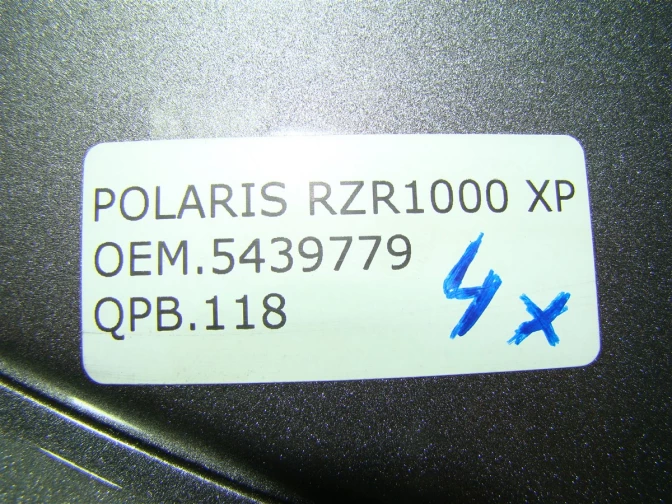 POLARIS RZR1000 XP
OEM.5439779
QPB.118
4x